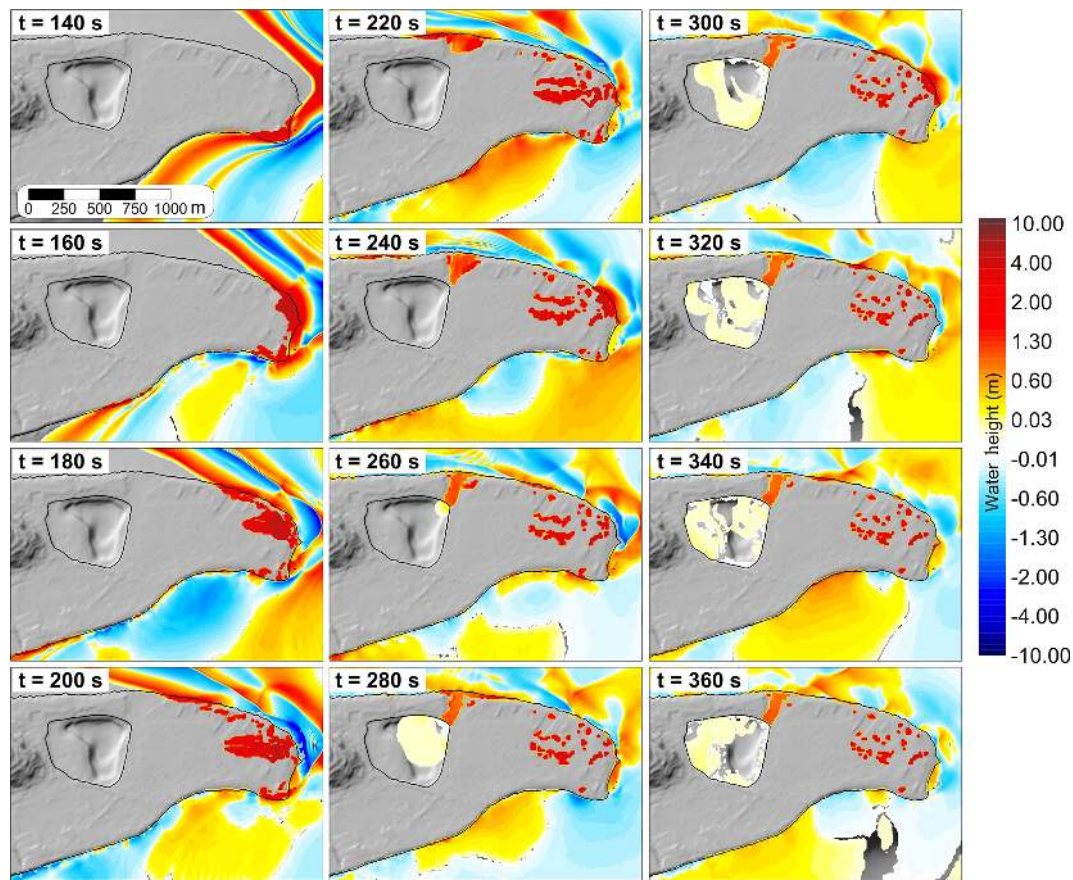 t = 140 s
t = 220 s
t = 300 s
0 250 500 750 1000 m
t = 160 s
t = 240 s
t = 320 s
t = 180 s
t = 260 s
t = 340 s
t = 200 s
t = 280 s
t = 360 s
10.00
4.00
2.00
1.30
0.60
0.03
-0.01
-0.60
-1.30
-2.00
-4.00
-10.00
Water height (m)